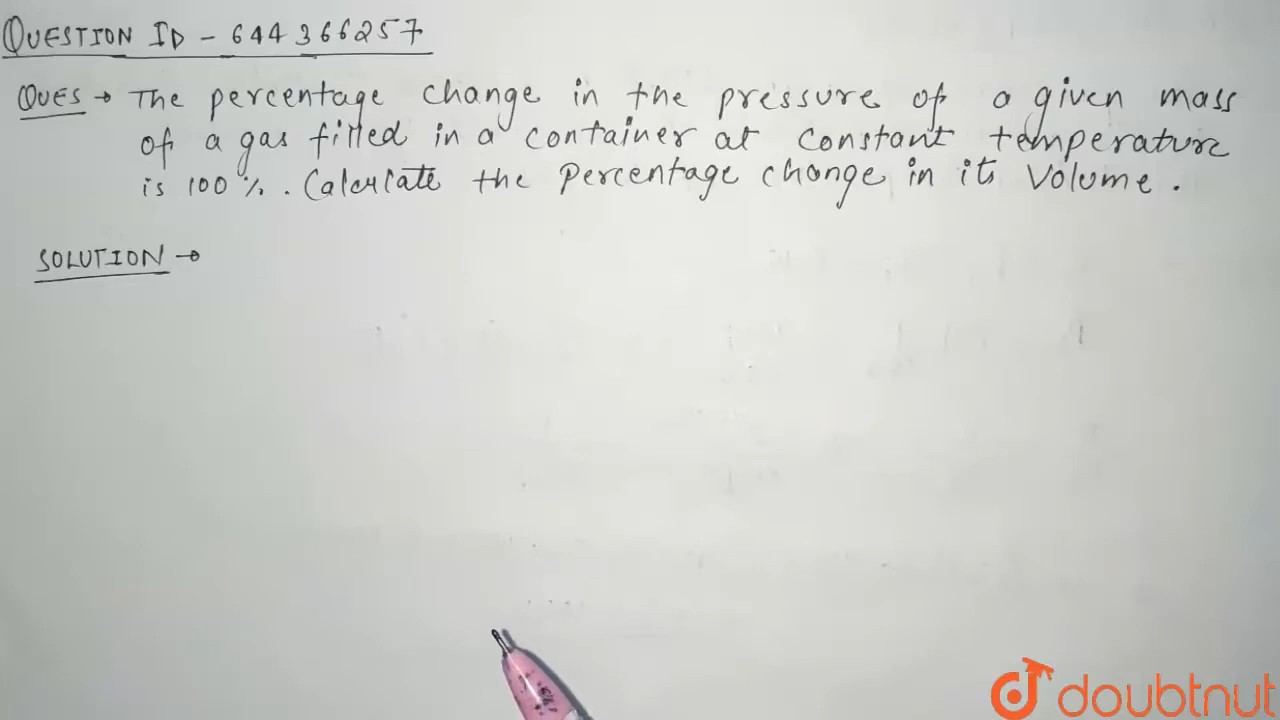 QUESTION ID - 644366257
QUES → The percentage change in the pressure of a given mass
of a gas filled in a container at constant temperature
is 100%. Calculate the percentage change in its volume.
SOLUTION →
doubtnut